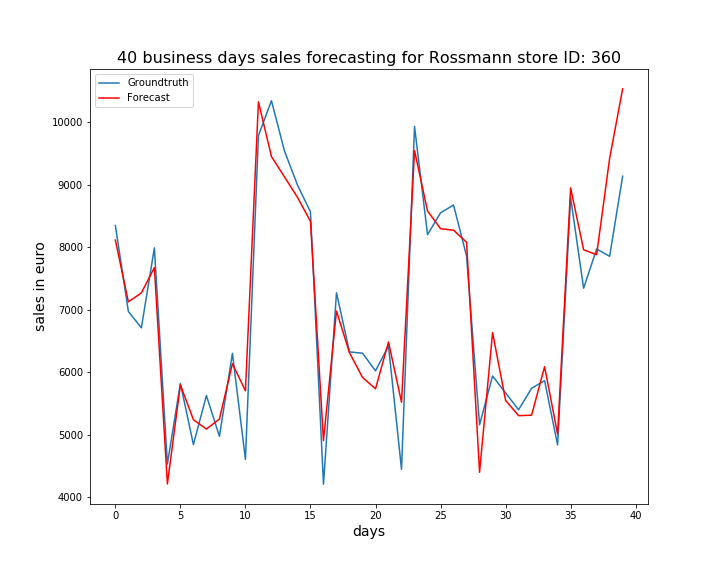 40 business days sales forecasting for Rossmann store ID: 360
Groundtruth
Forecast
sales in euro
10000
9000
8000
7000
6000
5000
4000
0 5 10 15 20 25 30 35 40
days